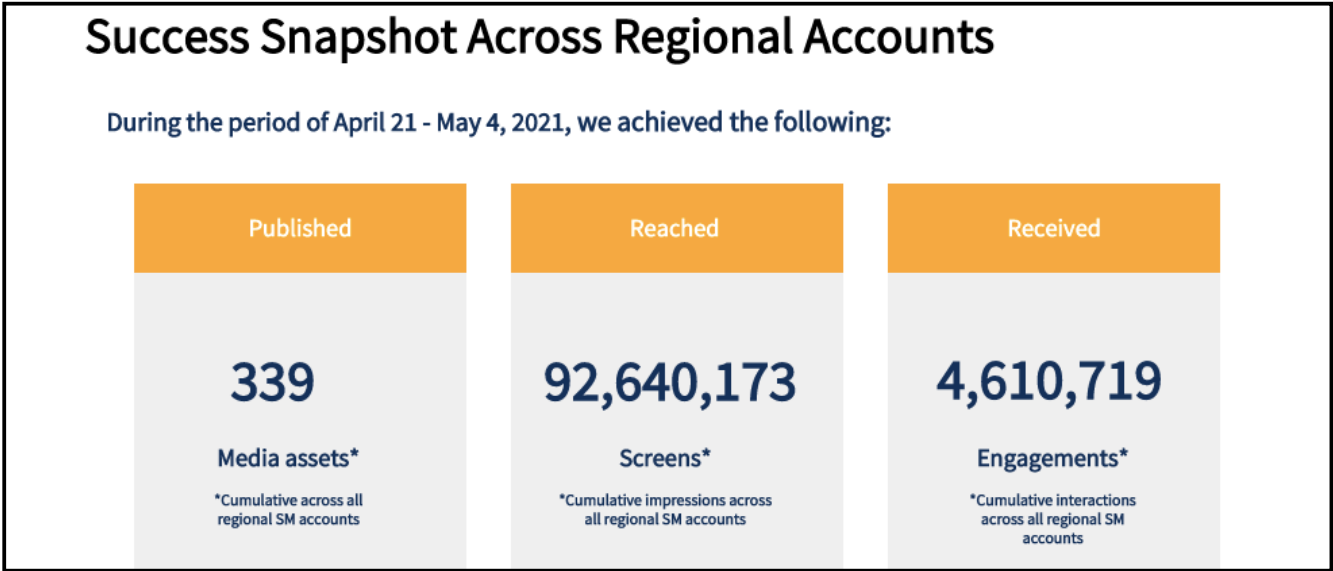 Success Snapshot Across Regional Accounts
During the period of April 21 - May 4, 2021, we achieved the following:
Published
339
Media assets*
*Cumulative across all
regional SM accounts
Reached
92,640,173
Screens*
*Cumulative impressions across
all regional SM accounts
Received
4,610,719
Engagements*
*Cumulative interactions
across all regional SM
accounts